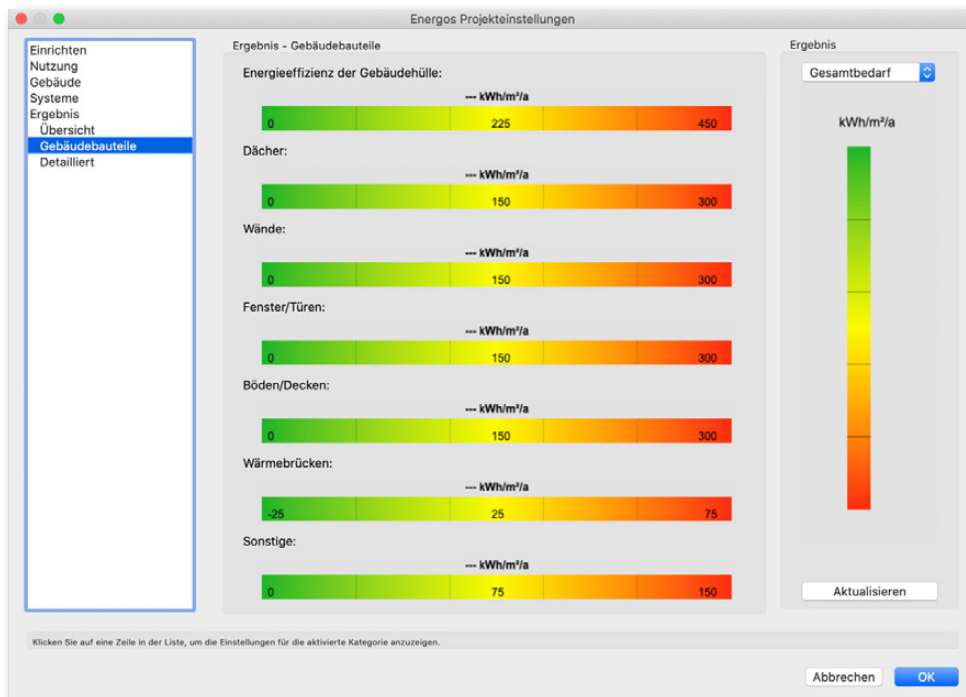 Energos Projekteinstellungen
Einrichten
Nutzung
Gebäude
Systeme
Ergebnis
Übersicht
Gebäudebauteile
Detailliert
Ergebnis - Gebäudebauteile
Energieeffizienz der Gebäudehülle:
--- kWh/m²/a
0 225 450
Dächer:
--- kWh/m²/a
0 150 300
Wände:
--- kWh/m²/a
0 150 300
Fenster/Türen:
--- kWh/m²/a
0 150 300
Böden/Decken:
--- kWh/m²/a
0 150 300
Wärmebrücken:
--- kWh/m²/a
-25 25 75
Sonstige:
--- kWh/m²/a
0 75 150
Ergebnis
Gesamtbedarf
kWh/m²/a
Aktualisieren
Klicken Sie auf eine Zeile in der Liste, um die Einstellungen für die aktivierte Kategorie anzuzeigen.
Abbrechen OK